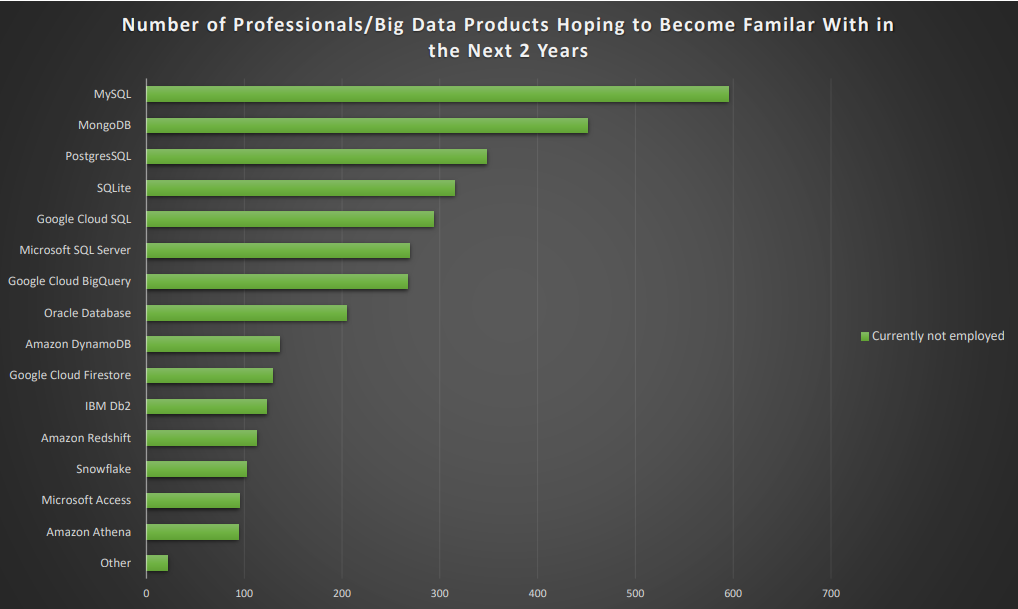 Number of Professionals/Big Data Products Hoping to Become Familar With in
the Next 2 Years
MySQL
MongoDB
PostgresSQL
SQLite
Google Cloud SQL
Microsoft SQL Server
Google Cloud BigQuery
Oracle Database
Amazon DynamoDB
Google Cloud Firestore
IBM Db2
Amazon Redshift
Snowflake
Microsoft Access
Amazon Athena
Other
0 100 200 300 400 500 600 700
Currently not employed